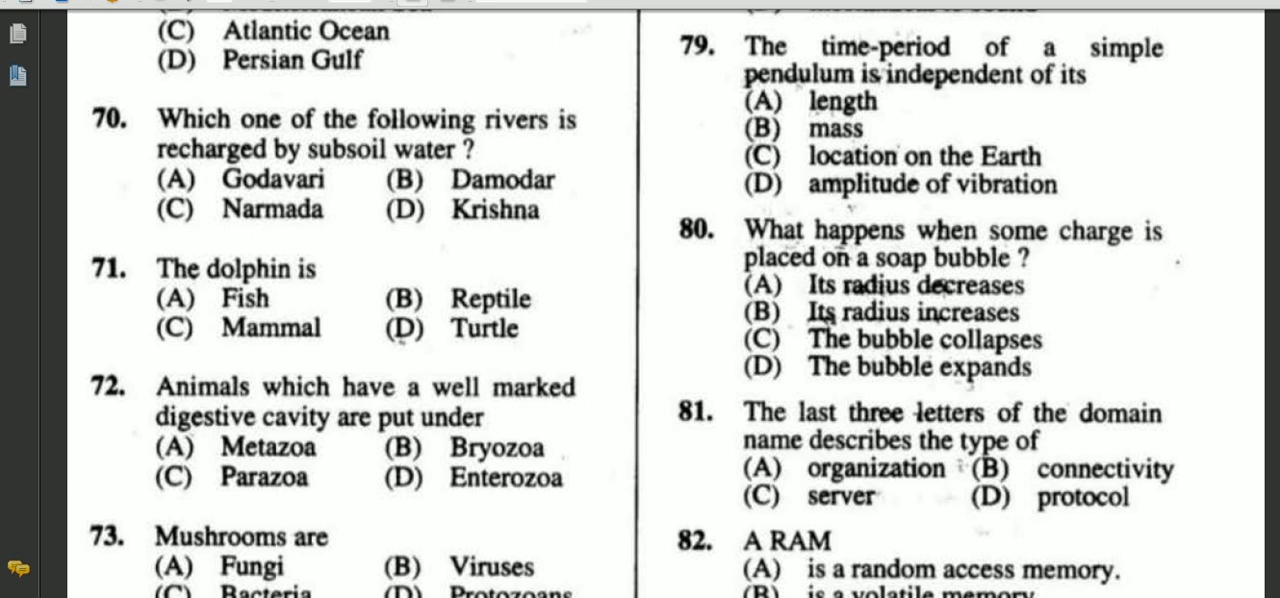 (C) Atlantic Ocean
(D) Persian Gulf
70. Which one of the following rivers is
recharged by subsoil water ?
(A) Godavari (B) Damodar
(C) Narmada (D) Krishna
71. The dolphin is
(A) Fish (B) Reptile
(C) Mammal (D) Turtle
72. Animals which have a well marked
digestive cavity are put under
(A) Metazoa (B) Bryozoa
(C) Parazoa (D) Enterozoa
73. Mushrooms are
(A) Fungi (B) Viruses
(C) Bacteria (D) Protozoans
79. The time-period of a simple
pendulum is independent of its
(A) length
(B) mass
(C) location on the Earth
(D) amplitude of vibration
80. What happens when some charge is
placed on a soap bubble ?
(A) Its radius decreases
(B) Its radius increases
(C) The bubble collapses
(D) The bubble expands
81. The last three letters of the domain
name describes the type of
(A) organization (B) connectivity
(C) server (D) protocol
82. A RAM
(A) is a random access memory.
(B) is a volatile memory